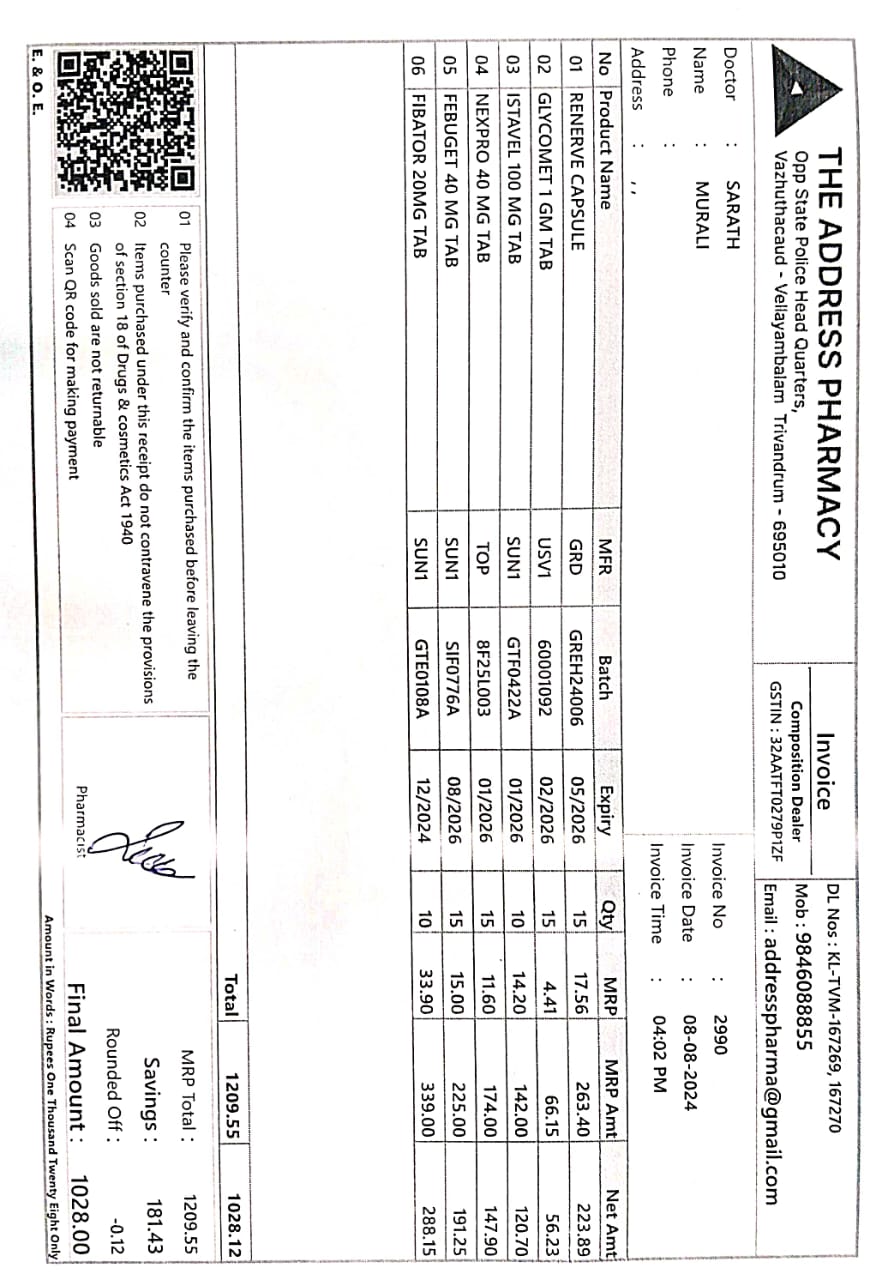 THE ADDRESS PHARMACY
Opp State Police Head Quarters,
Vazhuthacaud - Vellayambalam Trivandrum - 695010
Invoice
Composition Dealer
GSTIN : 32AATFT0279P1ZF
DL Nos : KL-TVM-167269, 167270
Mob : 9846088855
Email : addresspharma@gmail.com
Doctor : SARATH
Name : MURALI
Phone :
Address : , ,
Invoice No : 2990
Invoice Date : 08-08-2024
Invoice Time : 04:02 PM
No Product Name MFR Batch Expiry Qty MRP MRP Amt Net Amt
01 RENERVE CAPSULE GRD GREH24006 05/2026 15 17.56 263.40 223.89
02 GLYCOMET 1 GM TAB USV1 60001092 02/2026 15 4.41 66.15 56.23
03 ISTAVEL 100 MG TAB SUN1 GTF0422A 01/2026 10 14.20 142.00 120.70
04 NEXPRO 40 MG TAB TOP 8F25L003 01/2026 15 11.60 174.00 147.90
05 FEBUGET 40 MG TAB SUN1 SIF0776A 08/2026 15 15.00 225.00 191.25
06 FIBATOR 20MG TAB SUN1 GTE0108A 12/2024 10 33.90 339.00 288.15
Total 1209.55 1028.12
01 Please verify and confirm the items purchased before leaving the
counter
02 Items purchased under this receipt do not contravene the provisions
of section 18 of Drugs & cosmetics Act 1940
03 Goods sold are not returnable
04 Scan QR code for making payment
Pharmacist
MRP Total : 1209.55
Savings : 181.43
Rounded Off : -0.12
Final Amount : 1028.00
E. & O. E.
Amount in Words : Rupees One Thousand Twenty Eight Only